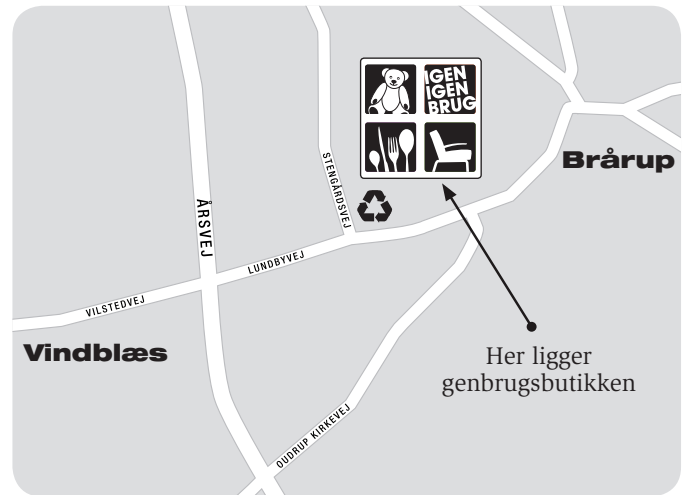 IGEN
IGEN
BRUG
STENGÅRDSVEJ
Brårup
ÅRSVEJ
LUNDBYVEJ
VILSTEDVEJ
Vindblæs
Her ligger
genbrugsbutikken
OUDRUP KIRKEVEJ